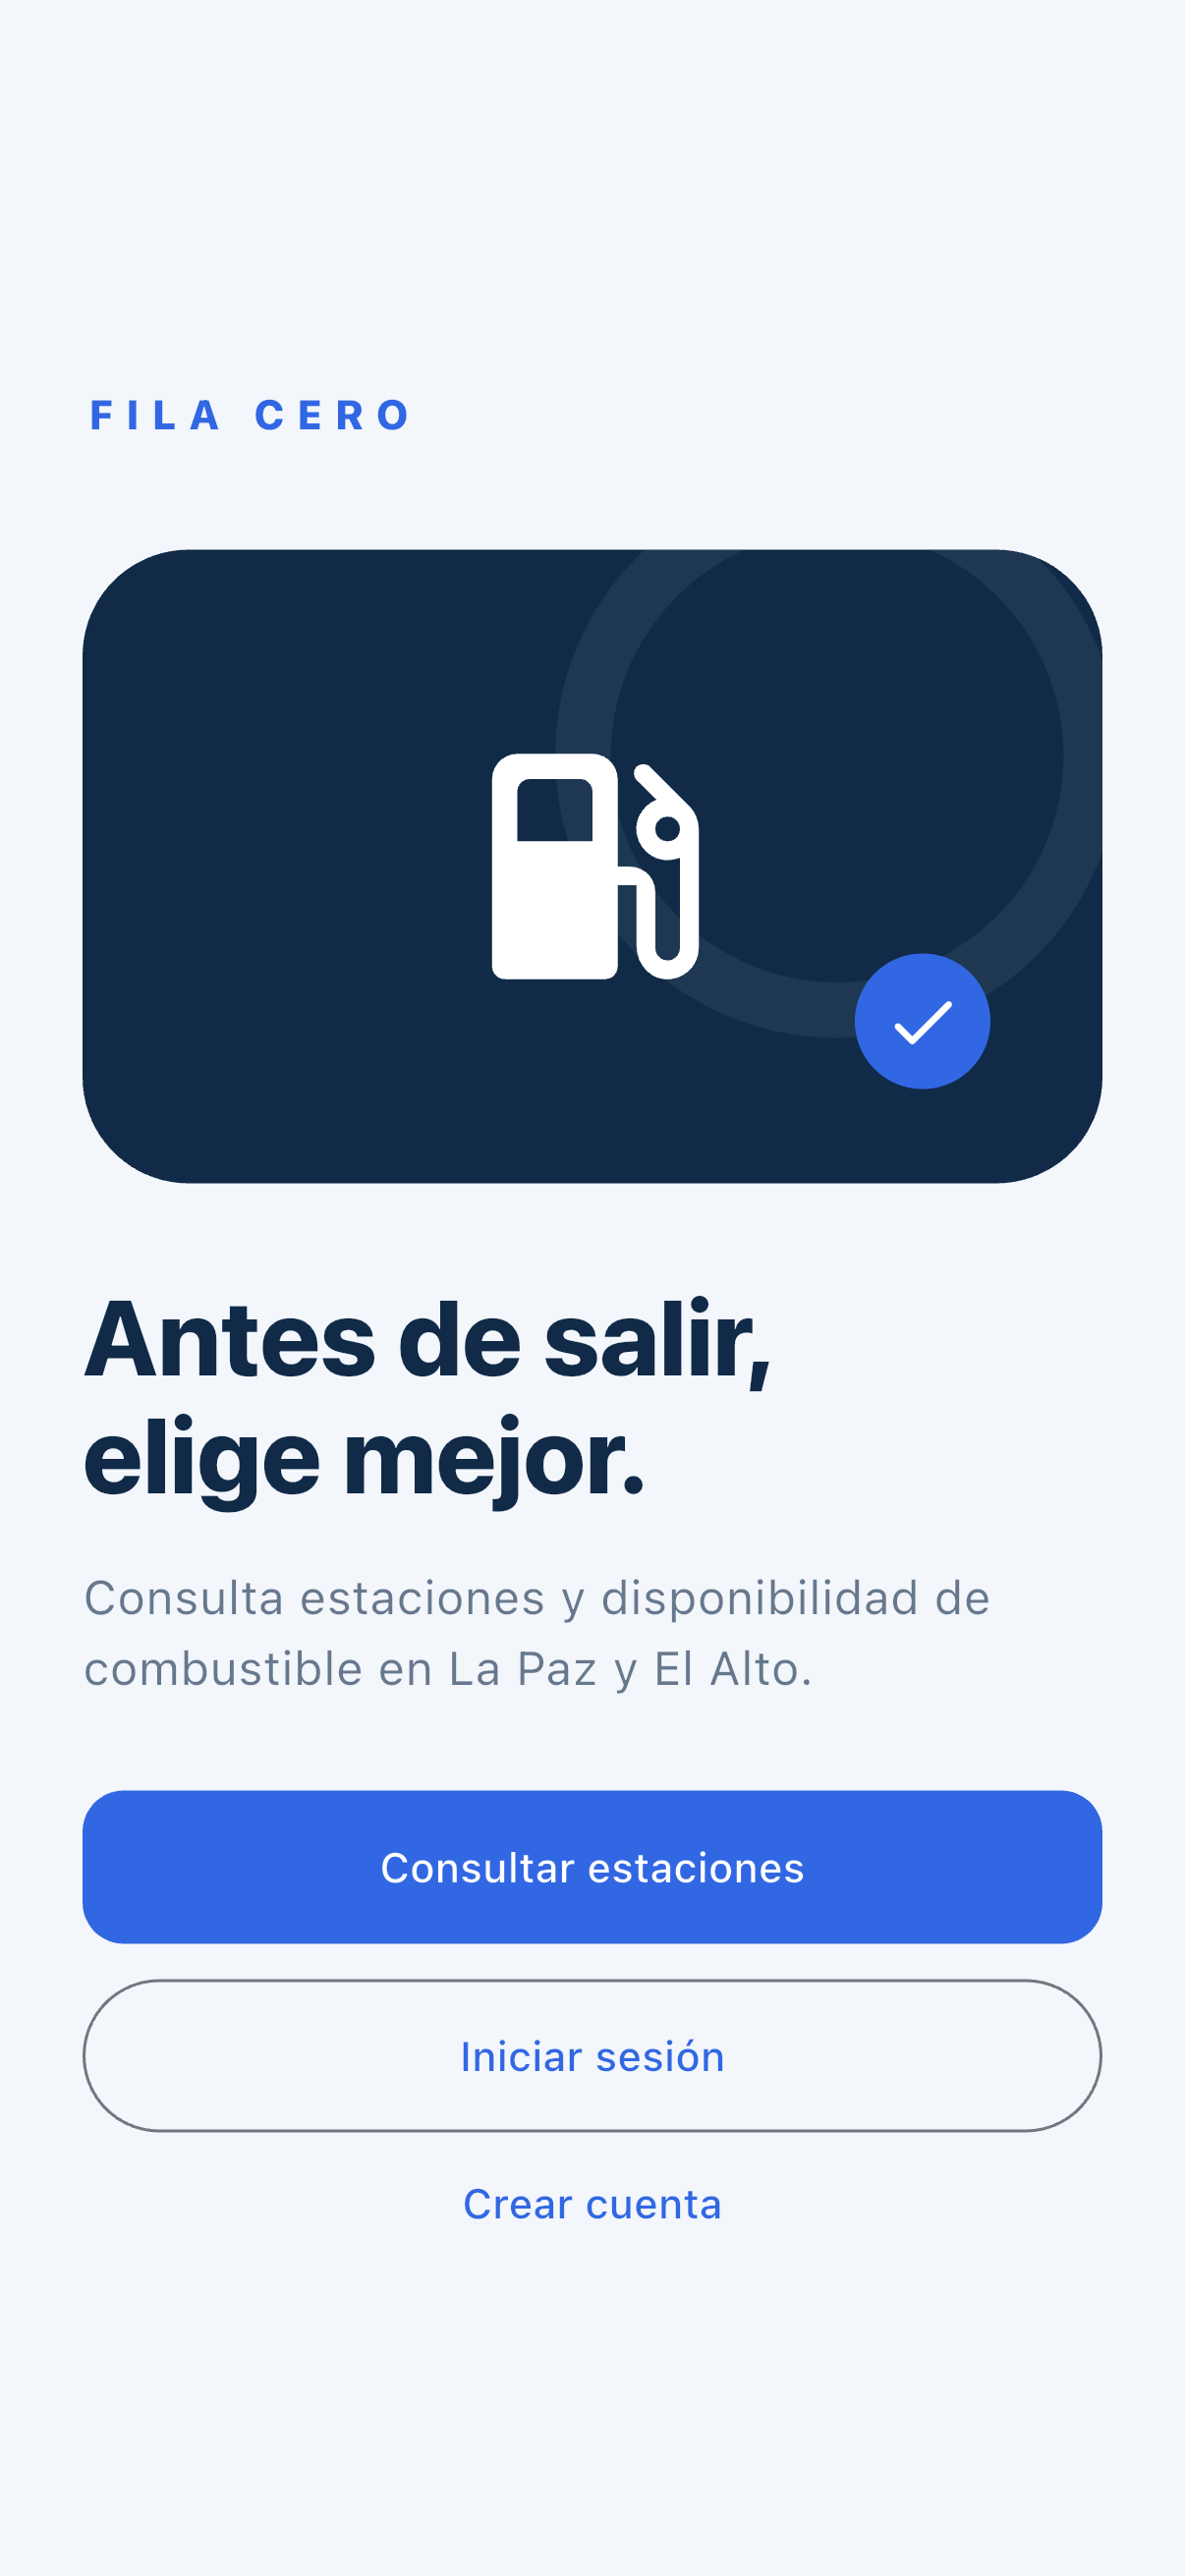 FILA CERO
Antes de salir,
elige mejor.
Consulta estaciones y disponibilidad de
combustible en La Paz y El Alto.
Consultar estaciones
Iniciar sesión
Crear cuenta